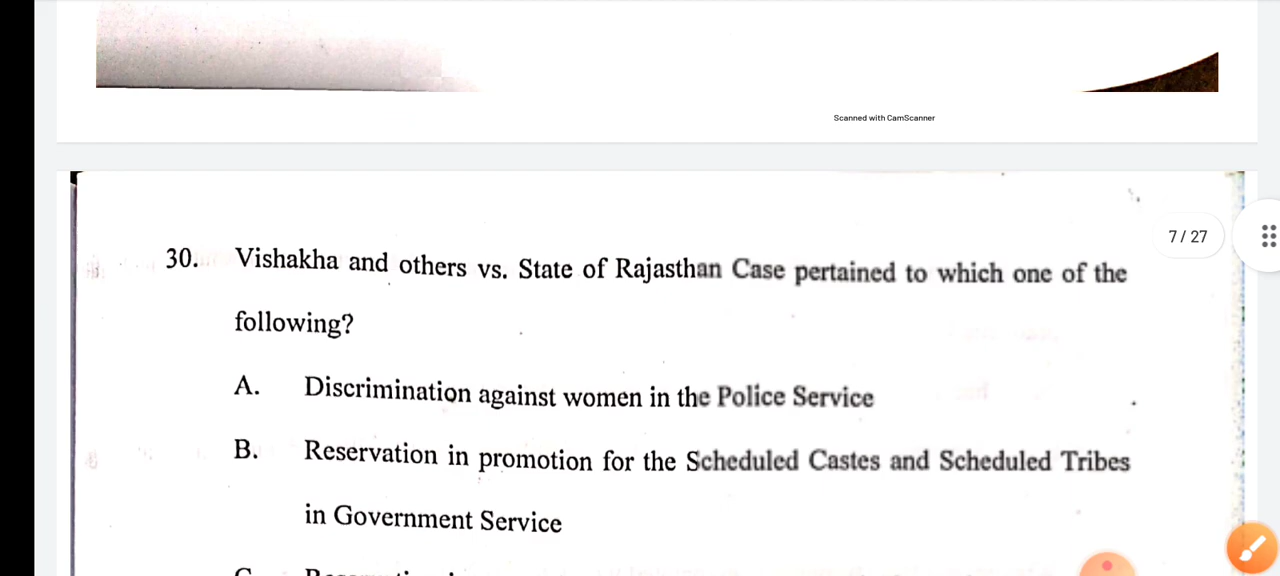 Scanned with CamScanner
7 / 27
30. Vishakha and others vs. State of Rajasthan Case pertained to which one of the
following?
A. Discrimination against women in the Police Service
B. Reservation in promotion for the Scheduled Castes and Scheduled Tribes
in Government Service